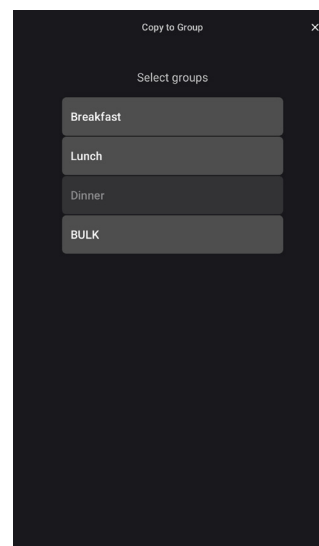 Copy to Group
Select groups
Breakfast
Lunch
Dinner
BULK